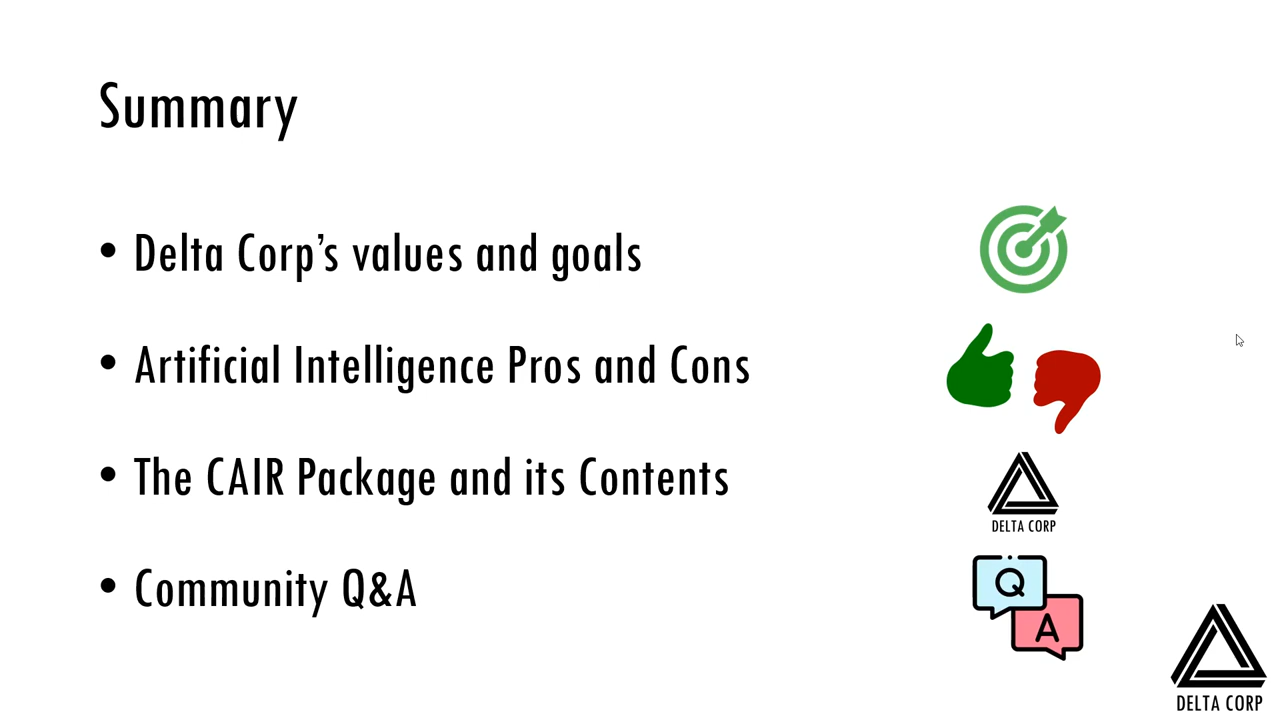 Summary
• Delta Corp’s values and goals
• Artificial Intelligence Pros and Cons
• The CAIR Package and its Contents
DELTA CORP
• Community Q&A
Q
A
DELTA CORP